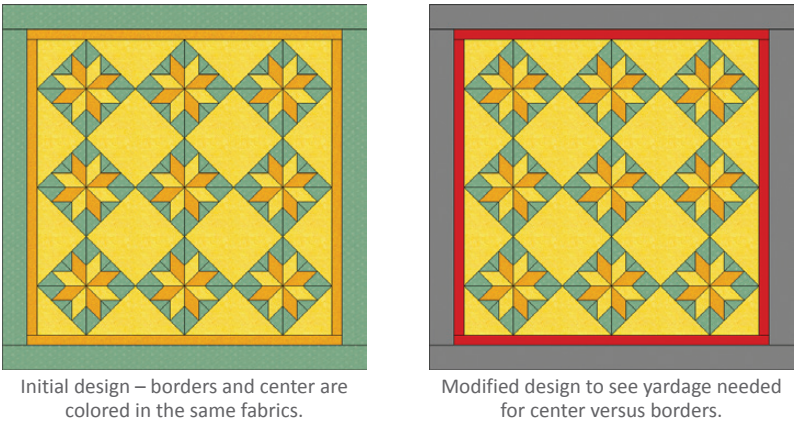 Initial design – borders and center are
colored in the same fabrics.
Modified design to see yardage needed
for center versus borders.